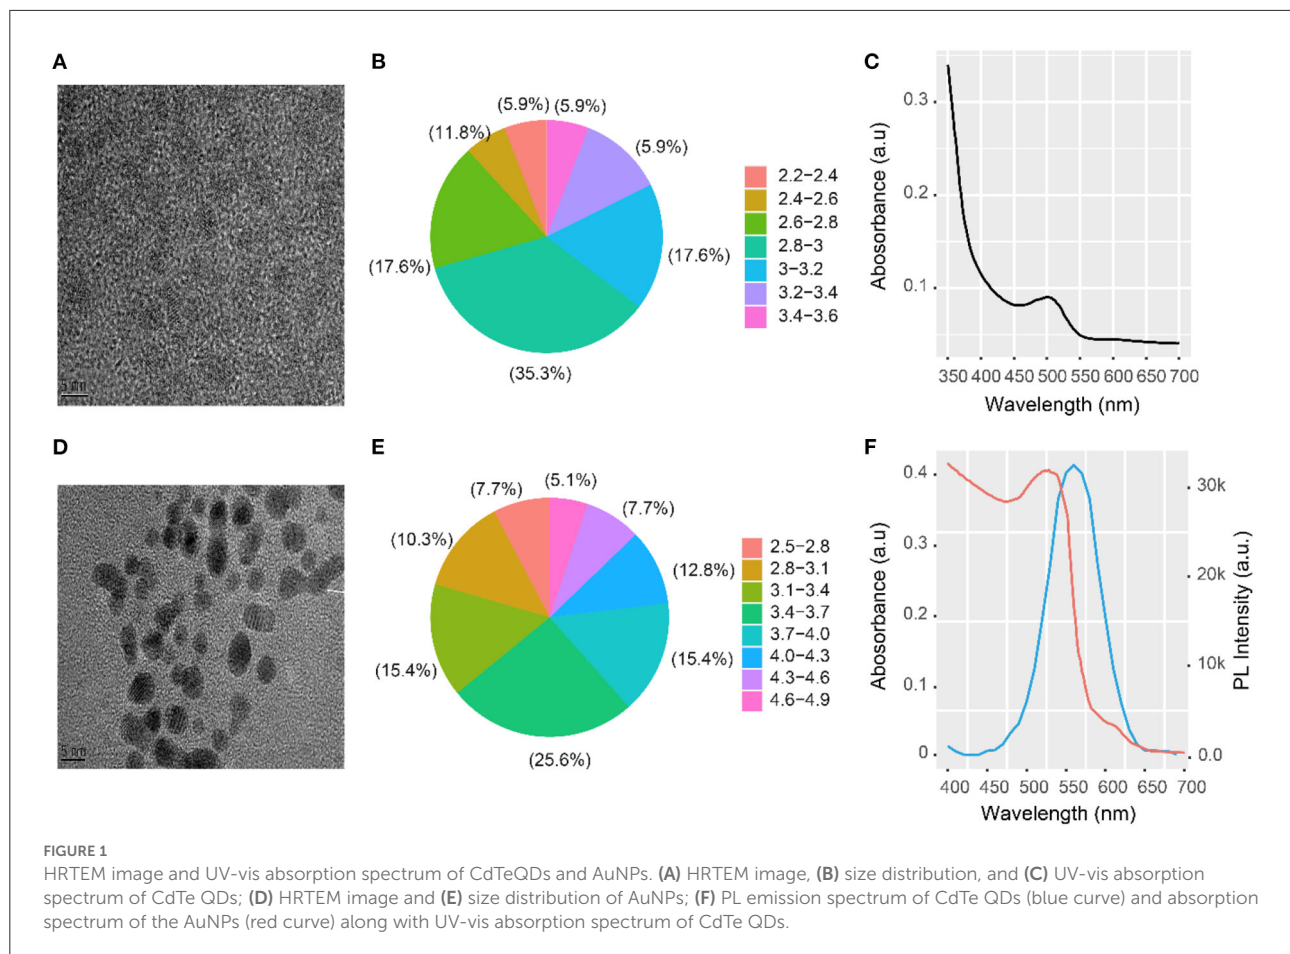 A
5 nm
B
(5.9%)
(5.9%)
(11.8%)
(5.9%)
(17.6%)
(17.6%)
(35.3%)
2.2−2.4
2.4−2.6
2.6−2.8
2.8−3
3−3.2
3.2−3.4
3.4−3.6
C
Abosorbance (a.u)
0.3
0.2
0.1
350 400 450 500 550 600 650 700
Wavelength (nm)
D
5 nm
E
(7.7%)
(5.1%)
(10.3%)
(7.7%)
(12.8%)
(15.4%)
(15.4%)
(25.6%)
2.5−2.8
2.8−3.1
3.1−3.4
3.4−3.7
3.7−4.0
4.0−4.3
4.3−4.6
4.6−4.9
F
Abosorbance (a.u)
0.4
0.3
0.2
0.1
0
30k
20k
10k
0.0
PL Intensity (a.u.)
400 450 500 550 600 650 700
Wavelength (nm)
FIGURE 1
HRTEM image and UV-vis absorption spectrum of CdTeQDs and AuNPs. (A) HRTEM image, (B) size distribution, and (C) UV-vis absorption
spectrum of CdTe QDs; (D) HRTEM image and (E) size distribution of AuNPs; (F) PL emission spectrum of CdTe QDs (blue curve) and absorption
spectrum of the AuNPs (red curve) along with UV-vis absorption spectrum of CdTe QDs.